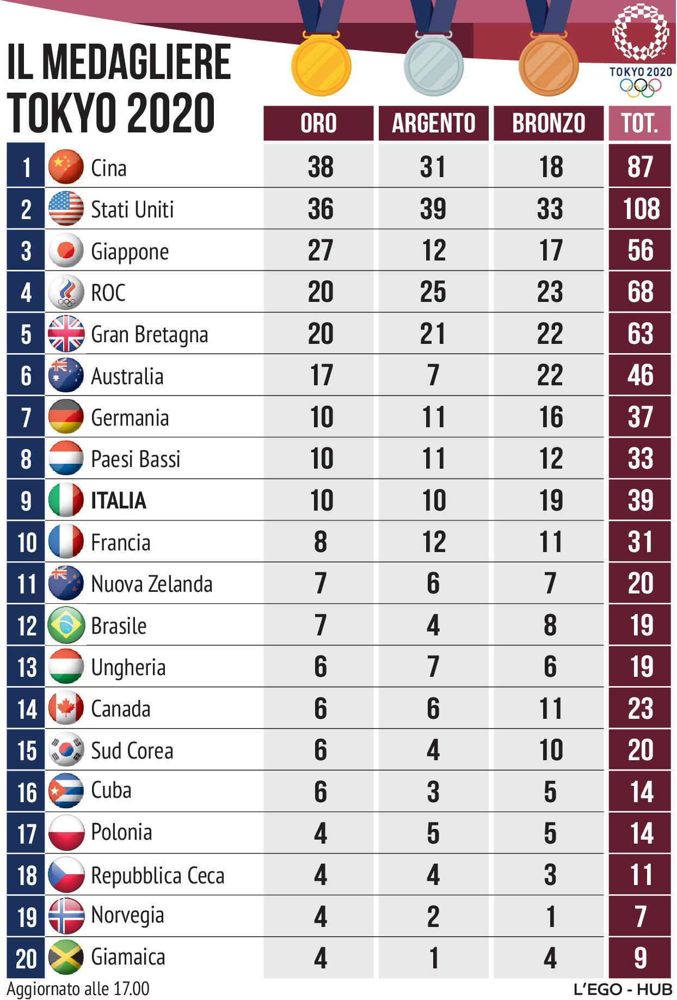 IL MEDAGLIERE
TOKYO 2020
TOKYO 2020
ORO ARGENTO BRONZO TOT.
1 Cina 38 31 18 87
2 Stati Uniti 36 39 33 108
3 Giappone 27 12 17 56
4 ROC 20 25 23 68
5 Gran Bretagna 20 21 22 63
6 Australia 17 7 22 46
7 Germania 10 11 16 37
8 Paesi Bassi 10 11 12 33
9 ITALIA 10 10 19 39
10 Francia 8 12 11 31
11 Nuova Zelanda 7 6 7 20
12 Brasile 7 4 8 19
13 Ungheria 6 7 6 19
14 Canada 6 6 11 23
15 Sud Corea 6 4 10 20
16 Cuba 6 3 5 14
17 Polonia 4 5 5 14
18 Repubblica Ceca 4 4 3 11
19 Norvegia 4 2 1 7
20 Giamaica 4 1 4 9
Aggiornato alle 17.00 L'EGO - HUB